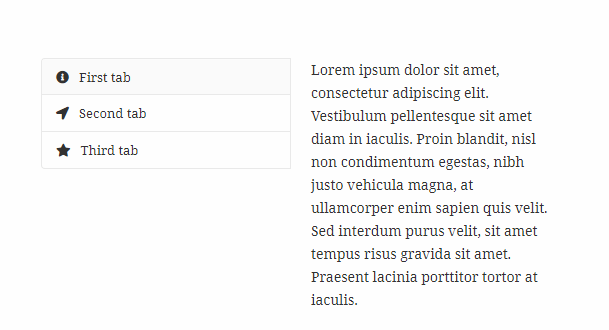 First tab
Second tab
Third tab
Lorem ipsum dolor sit amet,
consectetur adipiscing elit.
Vestibulum pellentesque sit amet
diam in iaculis. Proin blandit, nisl
non condimentum egestas, nibh
justo vehicula magna, at
ullamcorper enim sapien quis velit.
Sed interdum purus velit, sit amet
tempus risus gravida sit amet.
Praesent lacinia porttitor tortor at
iaculis.